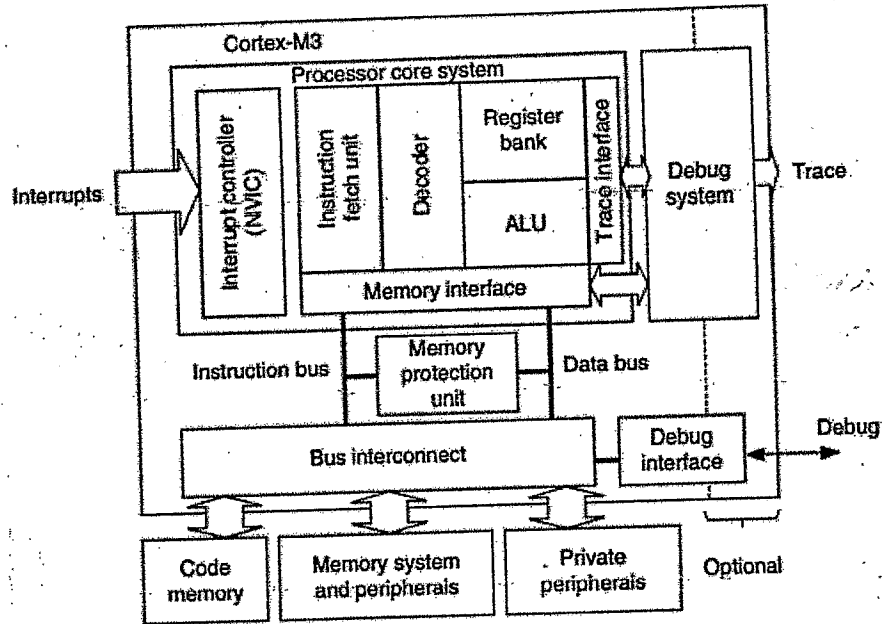 Cortex-M3
Processor core system
Interrupts
Interrupt controller
(NVIC)
Instruction
fetch unit
Decoder
Register
bank
ALU
Trace interface
Memory interface
Debug
system
Trace
Instruction bus
Memory
protection
unit
Data bus
Bus interconnect
Debug
interface
Debug
Code
memory
Memory system
and peripherals
Private
peripherals
Optional